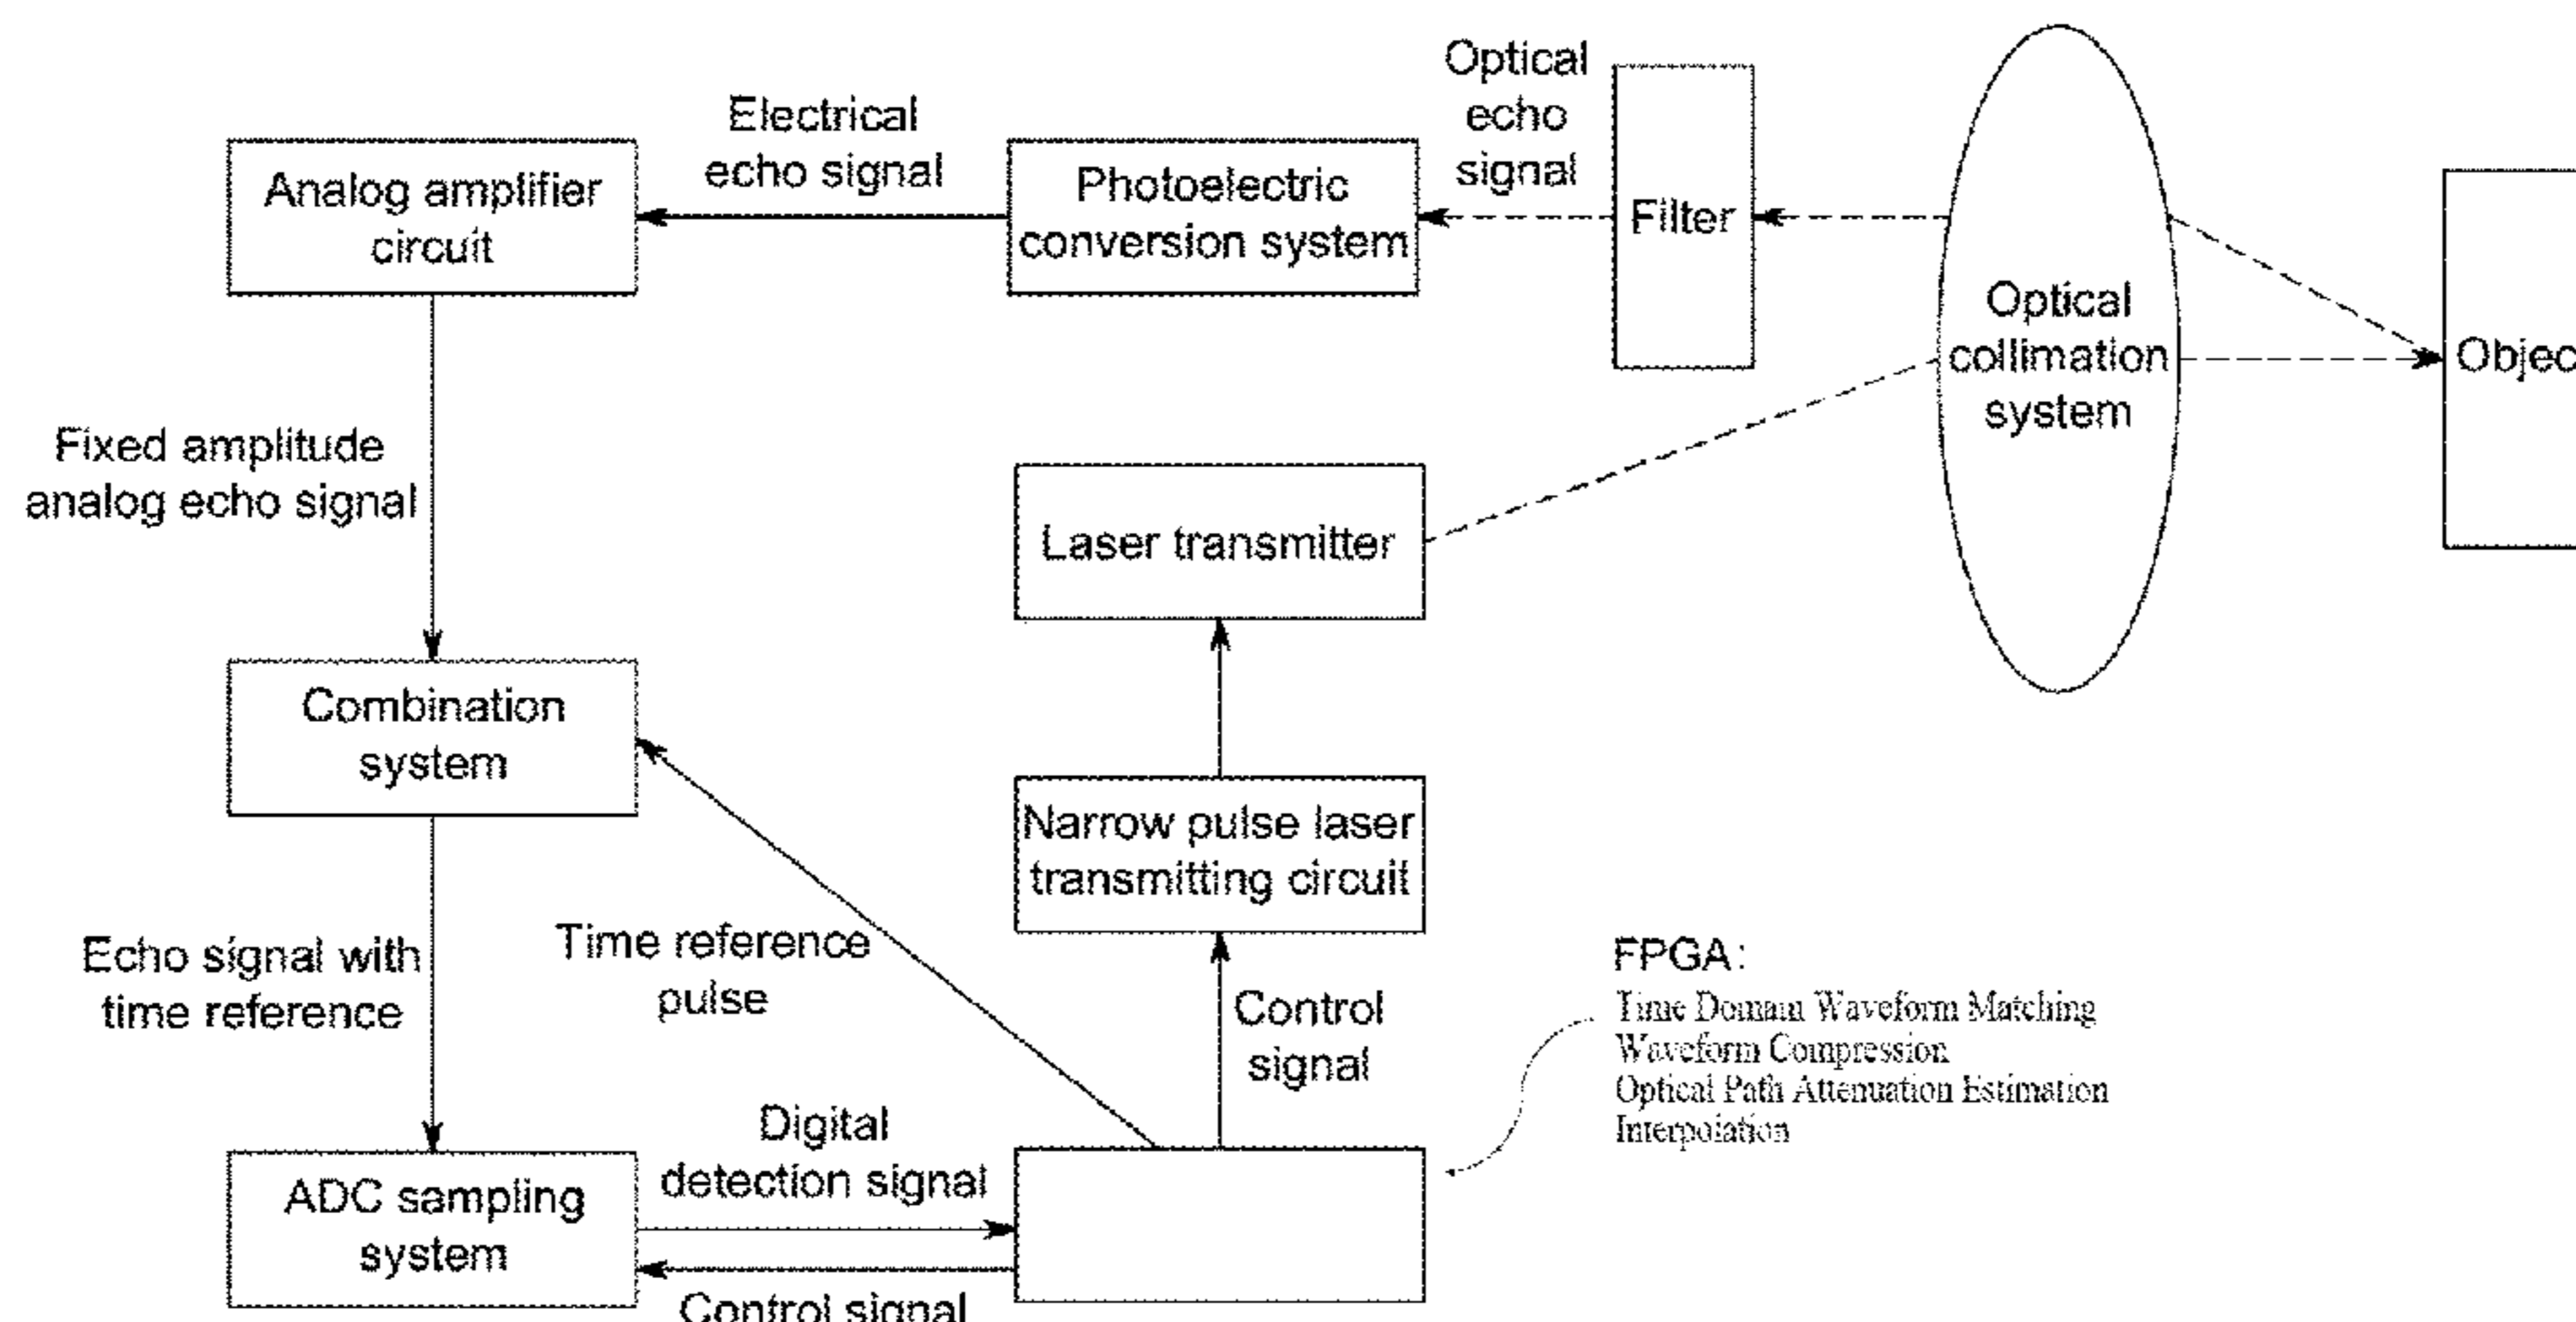 Optical
echo
signal
Electrical
echo signal
Analog amplifier
circuit
Photoelectric
conversion system
Filter
Optical
collimation
system
Objec
Fixed amplitude
analog echo signal
Laser transmitter
Combination
system
Narrow pulse laser
transmitting circuit
Echo signal with
time reference
Time reference
pulse
Control
signal
FPGA:
Time Domain Waveform Matching
Waveform Compression
Optical Path Attenuation Estimation
Interpolation
Digital
detection signal
ADC sampling
system
Control signal